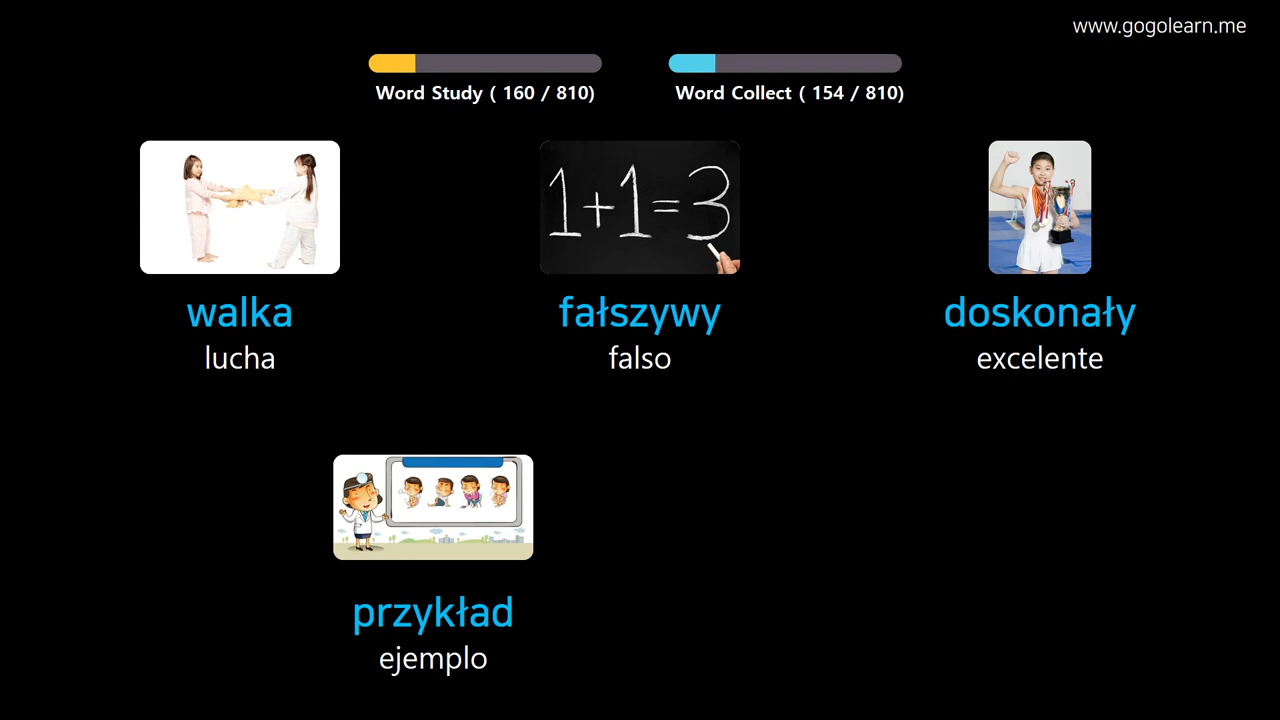 www.gogolearn.me
Word Study ( 160 / 810)
Word Collect ( 154 / 810)
1+1=3
walka
lucha
fałszywy
falso
doskonały
excelente
przykład
ejemplo